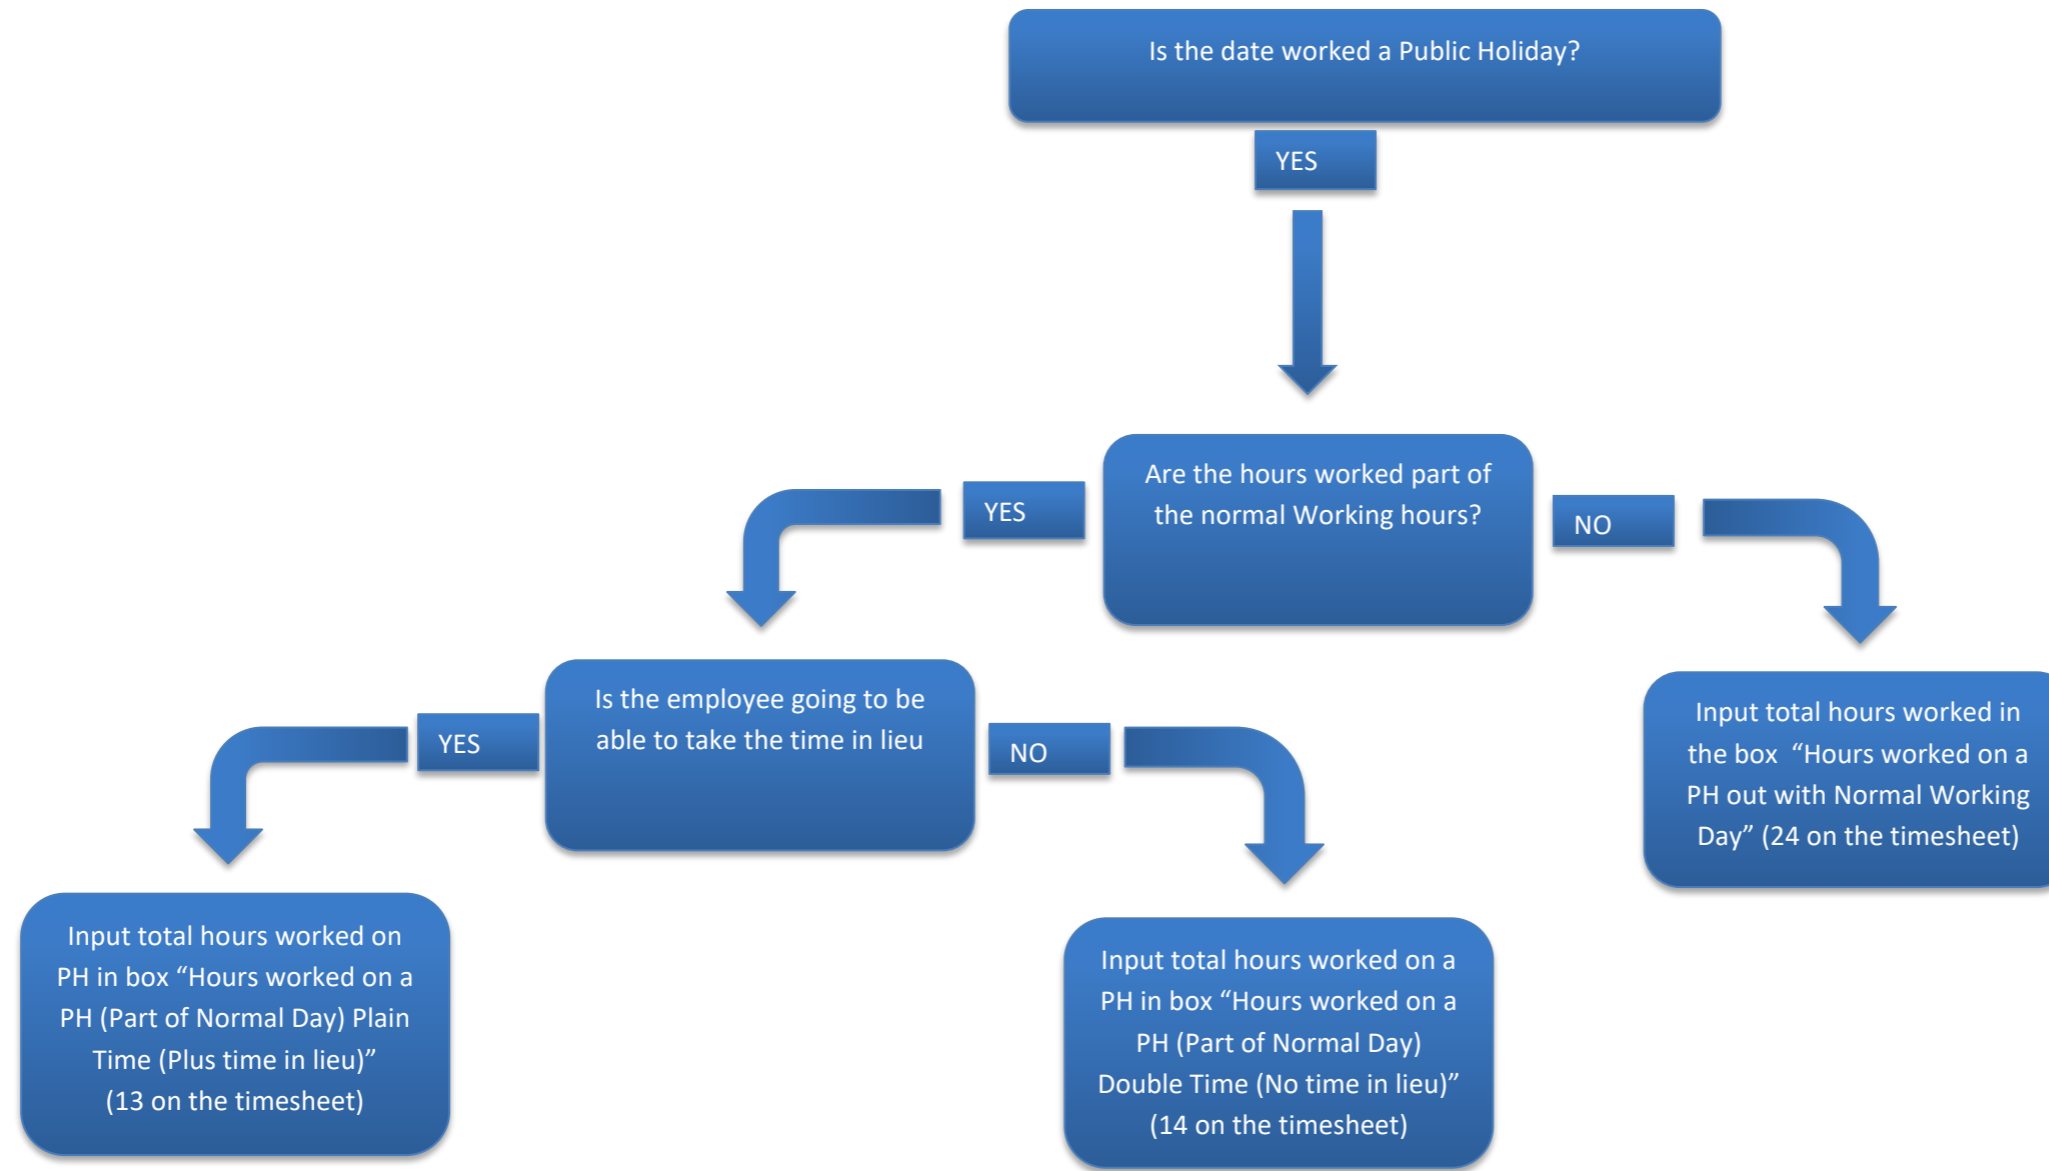 Is the date worked a Public Holiday?
YES
Are the hours worked part of
the normal Working hours?
YES
NO
Is the employee going to be
able to take the time in lieu
YES
NO
Input total hours worked in
the box “Hours worked on a
PH out with Normal Working
Day” (24 on the timesheet)
Input total hours worked on
PH in box “Hours worked on a
PH (Part of Normal Day) Plain
Time (Plus time in lieu)”
(13 on the timesheet)
Input total hours worked on a
PH in box “Hours worked on a
PH (Part of Normal Day)
Double Time (No time in lieu)”
(14 on the timesheet)